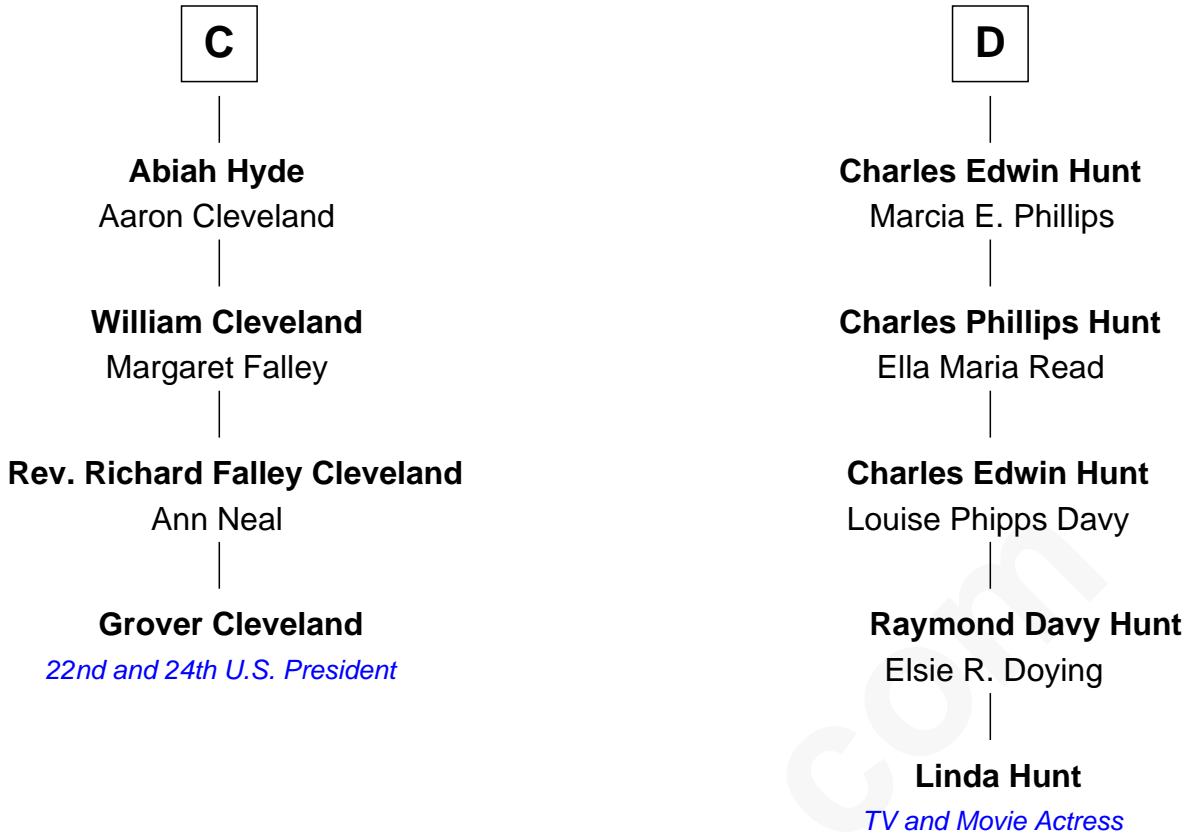 C
Abiah Hyde
Aaron Cleveland
William Cleveland
Margaret Falley
Rev. Richard Falley Cleveland
Ann Neal
Grover Cleveland
22nd and 24th U.S. President
D
Charles Edwin Hunt
Marcia E. Phillips
Charles Phillips Hunt
Ella Maria Read
Charles Edwin Hunt
Louise Phipps Davy
Raymond Davy Hunt
Elsie R. Doying
Linda Hunt
TV and Movie Actress
com